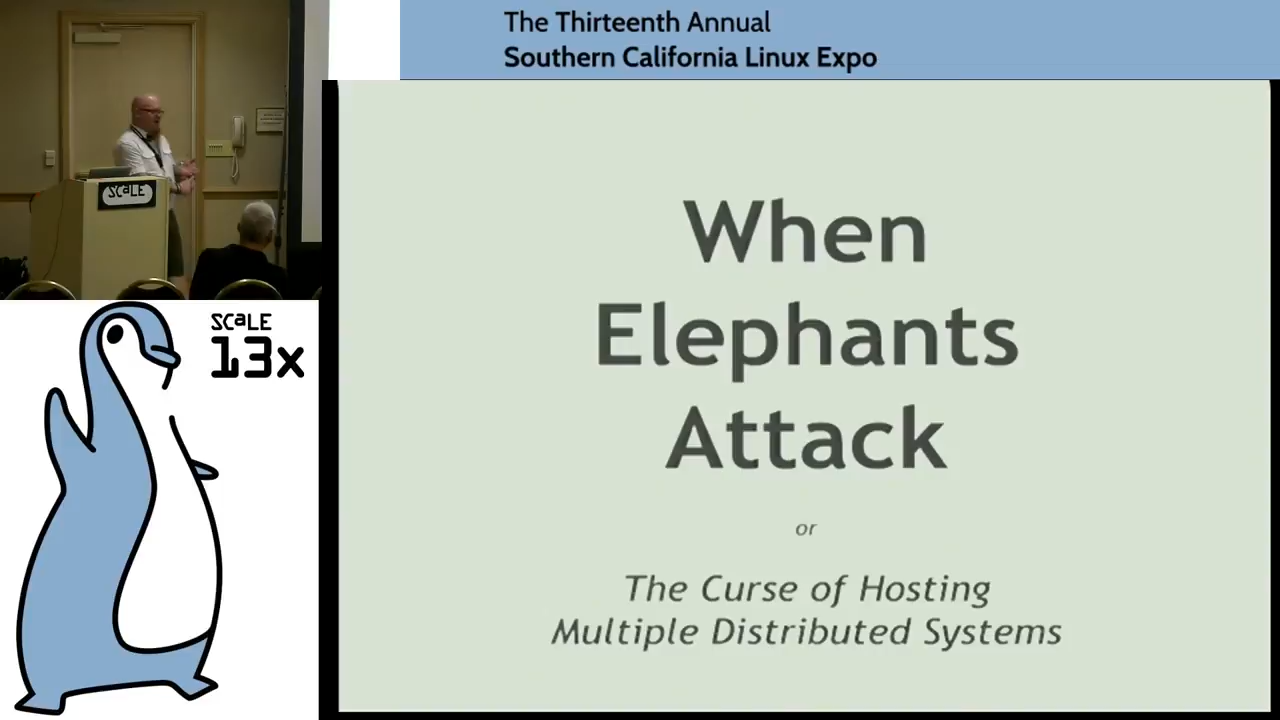 The Thirteenth Annual
Southern California Linux Expo
SCaLE
SCaLE
13x
When
Elephants
Attack
or
The Curse of Hosting
Multiple Distributed Systems